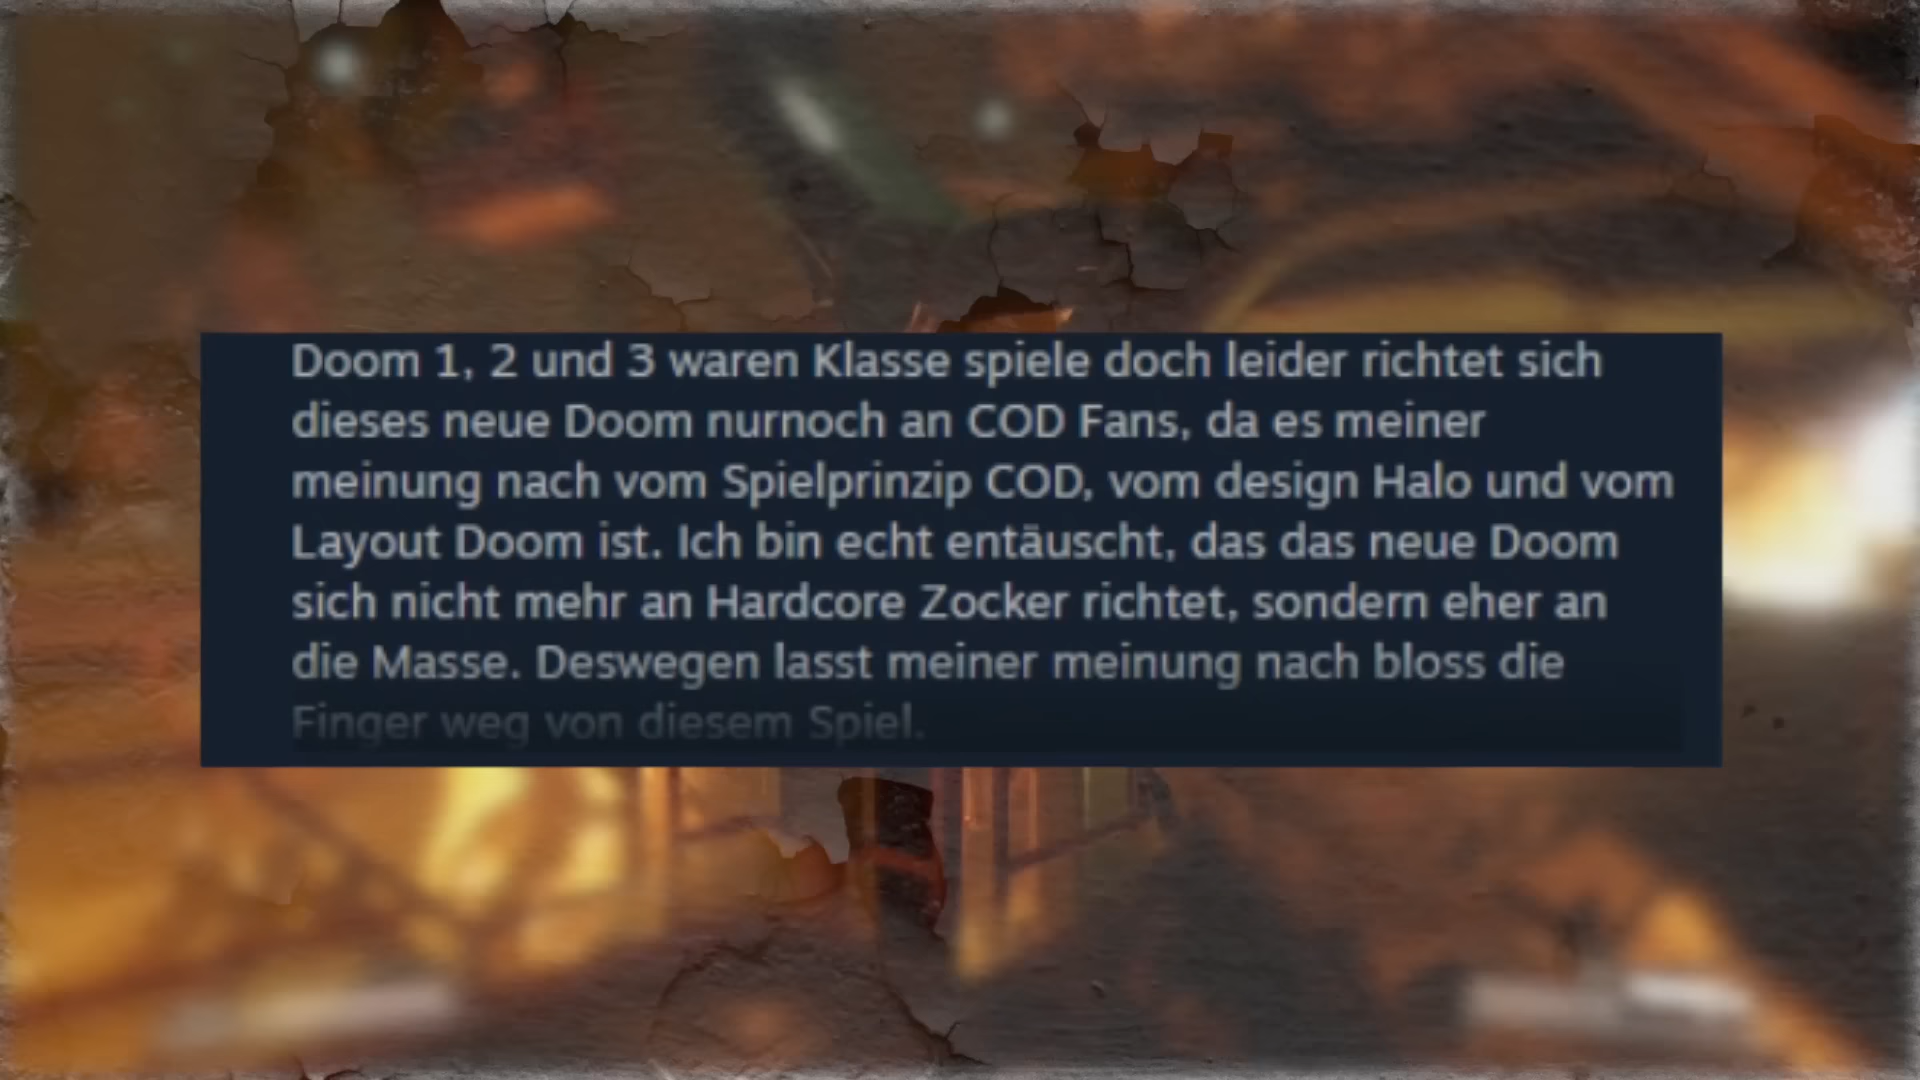 Doom 1, 2 und 3 waren Klasse spiele doch leider richtet sich
dieses neue Doom nurnoch an COD Fans, da es meiner
meinung nach vom Spielprinzip COD, vom design Halo und vom
Layout Doom ist. Ich bin echt entäuscht, das das neue Doom
sich nicht mehr an Hardcore Zocker richtet, sondern eher an
die Masse. Deswegen lasst meiner meinung nach bloss die
Finger weg von diesem Spiel.